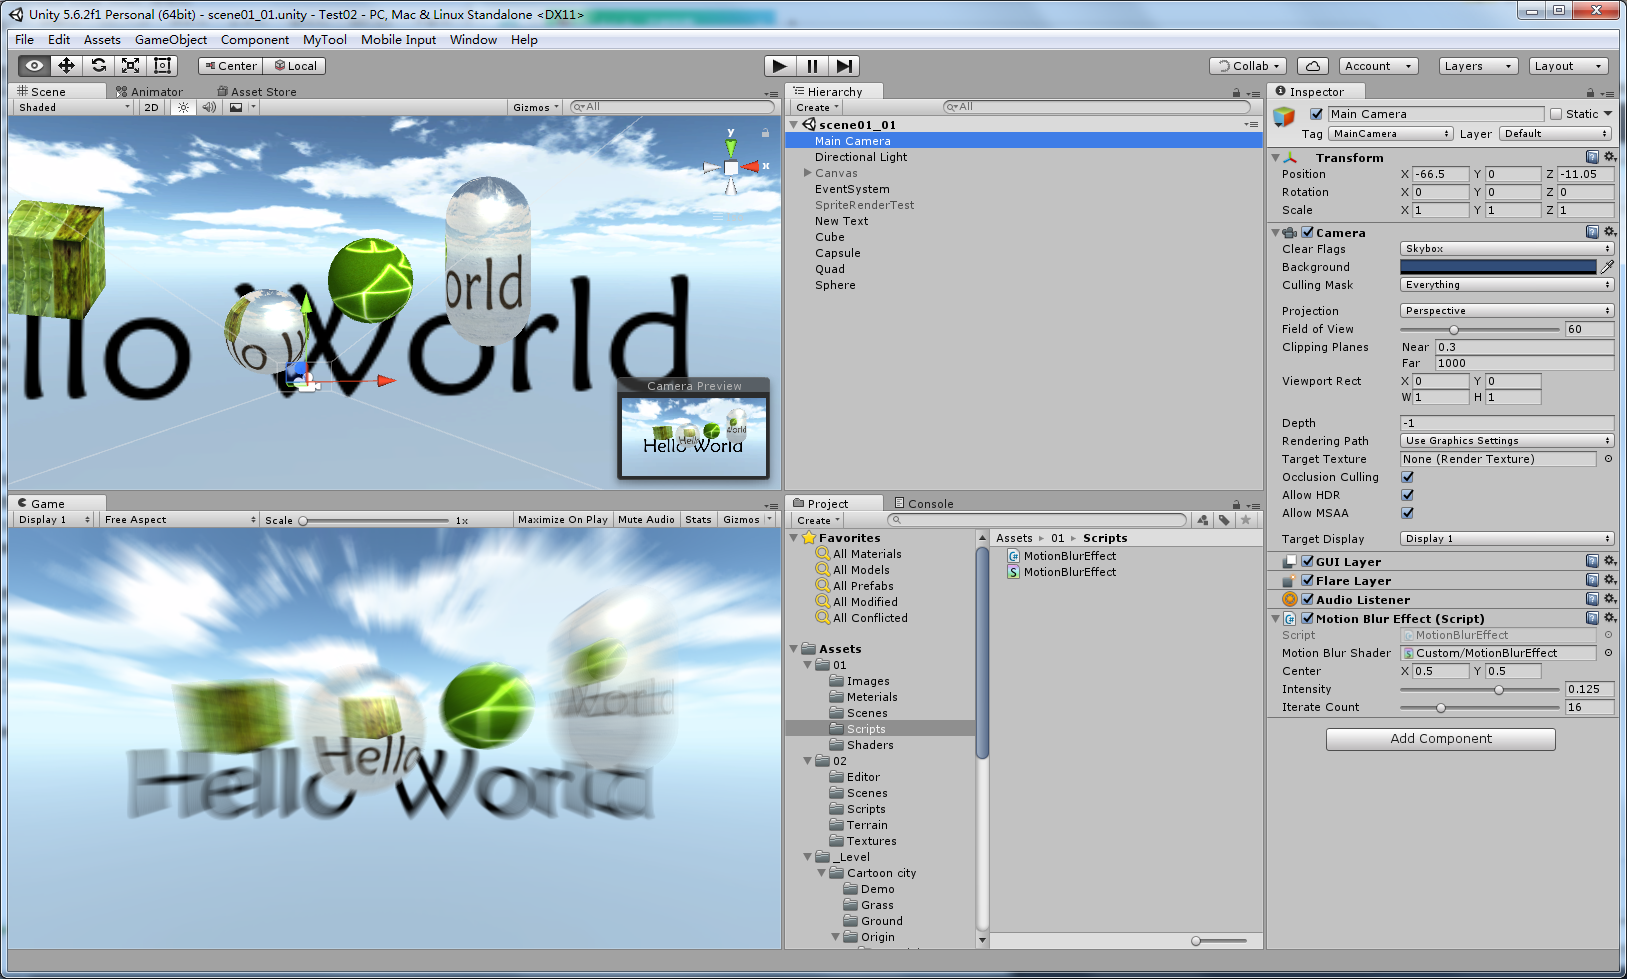 Unity 5.6.2f1 Personal (64bit) - scene01_01.unity - Test02 - PC, Mac & Linux Standalone <DX11>
File Edit Assets GameObject Component MyTool Mobile Input Window Help
Center Local Collab Account Layers Layout
Scene Animator Asset Store
Shaded 2D Gizmos All
y
x
Hello World
orld
o W
Camera Preview
Hello World
Hello
World
Game
Display 1 Free Aspect Scale 1x Maximize On Play Mute Audio Stats Gizmos
World
Hello
Hello World
Hierarchy
Create All
scene01_01
Main Camera
Directional Light
Canvas
EventSystem
SpriteRenderTest
New Text
Cube
Capsule
Quad
Sphere
Project Console
Create
Favorites
All Materials
All Models
All Prefabs
All Modified
All Conflicted
Assets
01
Images
Meterials
Scenes
Scripts
Shaders
02
Editor
Scenes
Scripts
Terrain
Textures
_Level
Cartoon city
Demo
Grass
Ground
Origin
Assets 01 Scripts
MotionBlurEffect
MotionBlurEffect
Inspector
Main Camera Static
Tag MainCamera Layer Default
Transform
Position X -66.5 Y 0 Z -11.05
Rotation X 0 Y 0 Z 0
Scale X 1 Y 1 Z 1
Camera
Clear Flags Skybox
Background
Culling Mask Everything
Projection Perspective
Field of View 60
Clipping Planes Near 0.3
Far 1000
Viewport Rect X 0 Y 0
W 1 H 1
Depth -1
Rendering Path Use Graphics Settings
Target Texture None (Render Texture)
Occlusion Culling
Allow HDR
Allow MSAA
Target Display Display 1
GUI Layer
Flare Layer
Audio Listener
Motion Blur Effect (Script)
Script MotionBlurEffect
Motion Blur Shader Custom/MotionBlurEffect
Center X 0.5 Y 0.5
Intensity 0.125
Iterate Count 16
Add Component